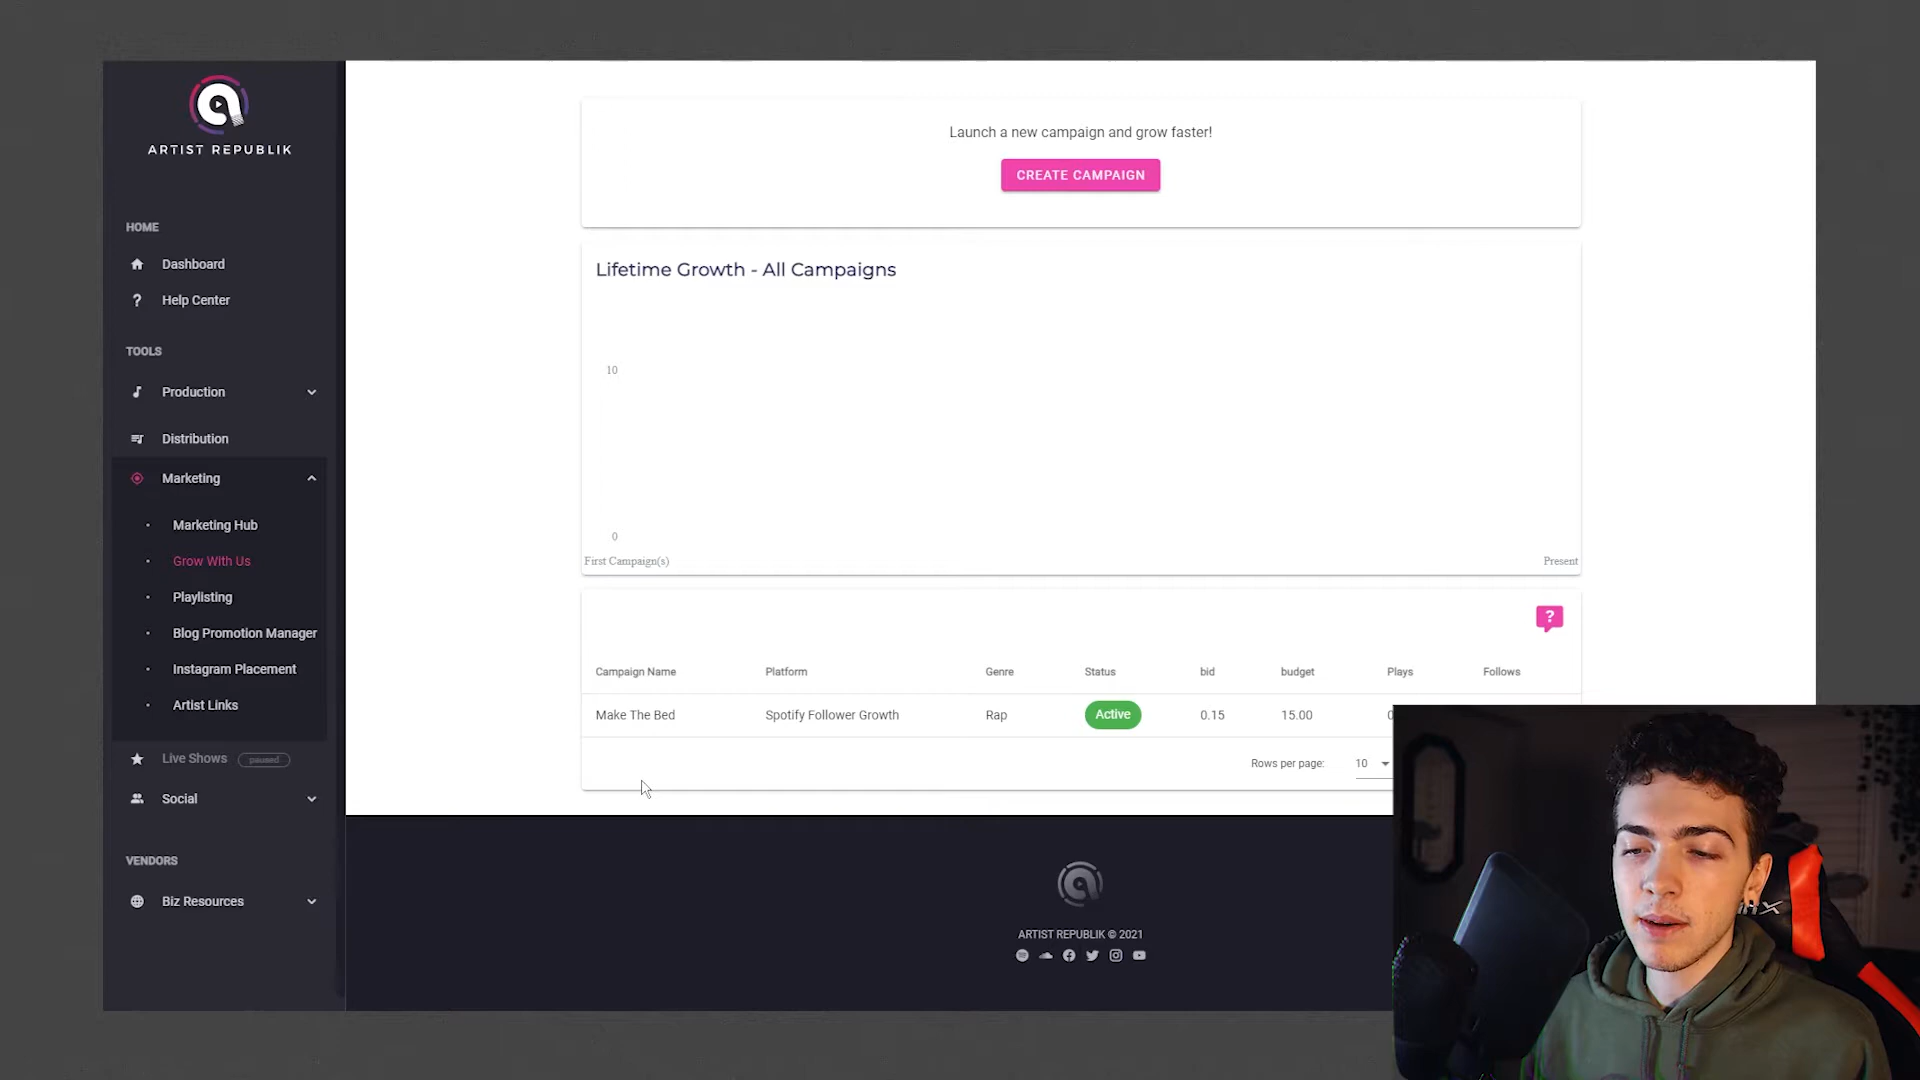 ARTIST REPUBLIK
HOME
Dashboard
? Help Center
TOOLS
Production
Distribution
Marketing
Marketing Hub
Grow With Us
Playlisting
Blog Promotion Manager
Instagram Placement
Artist Links
Live Shows paused
Social
VENDORS
Biz Resources
Launch a new campaign and grow faster!
CREATE CAMPAIGN
Lifetime Growth - All Campaigns
10
0
First Campaign(s) Present
?
Campaign Name Platform Genre Status bid budget Plays Follows
Make The Bed Spotify Follower Growth Rap Active 0.15 15.00
Rows per page: 10
ARTIST REPUBLIK © 2021